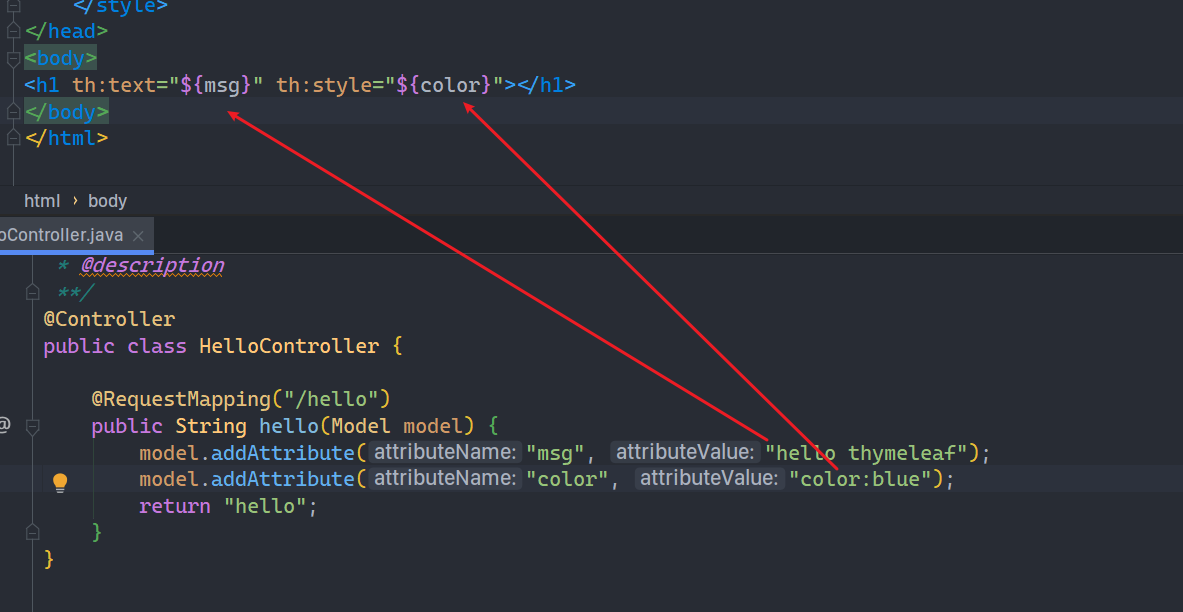 </style>
</head>
<body>
<h1 th:text="${msg}" th:style="${color}"></h1>
</body>
</html>
html › body
oController.java ×
* @description
**/
@Controller
public class HelloController {
@RequestMapping("/hello")
@ public String hello(Model model) {
model.addAttribute( attributeName: "msg", attributeValue: "hello thymeleaf");
model.addAttribute( attributeName: "color", attributeValue: "color:blue");
return "hello";
}
}